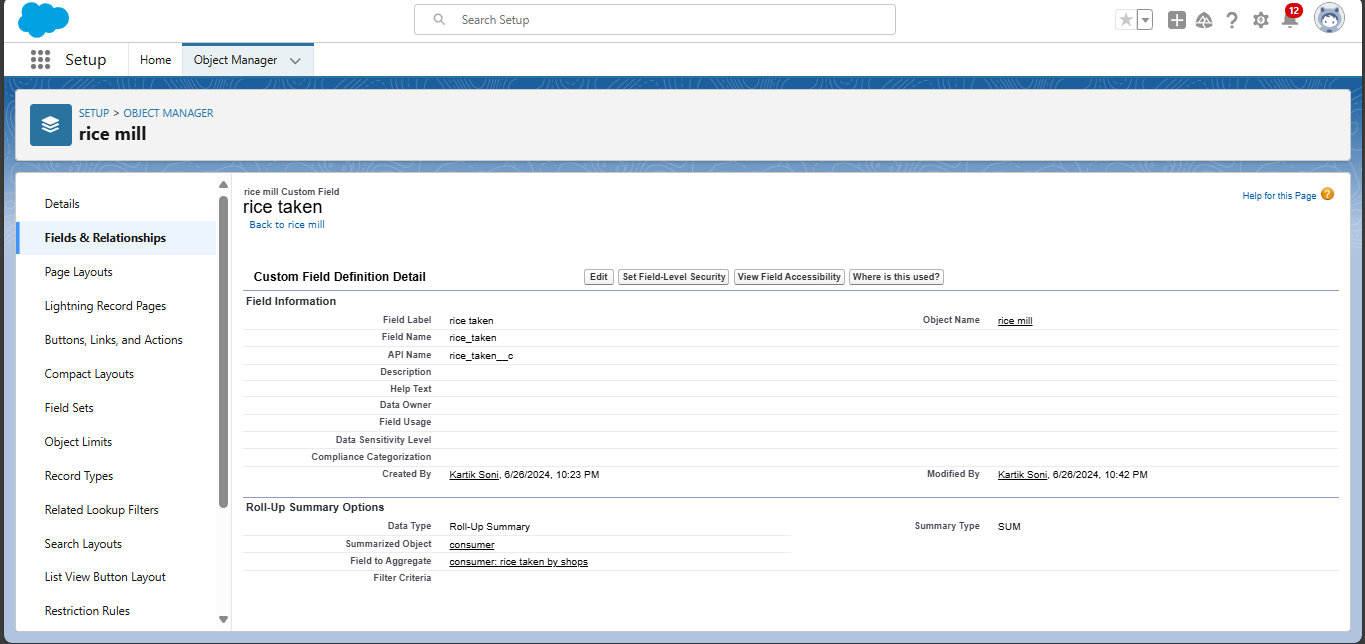 Search Setup
12
Setup
Home
Object Manager
SETUP > OBJECT MANAGER
rice mill
Details
Fields & Relationships
Page Layouts
Lightning Record Pages
Buttons, Links, and Actions
Compact Layouts
Field Sets
Object Limits
Record Types
Related Lookup Filters
Search Layouts
List View Button Layout
Restriction Rules
rice mill Custom Field
rice taken
Back to rice mill
Help for this Page ?
Custom Field Definition Detail
Edit Set Field-Level Security View Field Accessibility Where is this used?
Field Information
Field Label rice taken Object Name rice mill
Field Name rice_taken
API Name rice_taken__c
Description
Help Text
Data Owner
Field Usage
Data Sensitivity Level
Compliance Categorization
Created By Kartik Soni, 6/26/2024, 10:23 PM Modified By Kartik Soni, 6/26/2024, 10:42 PM
Roll-Up Summary Options
Data Type Roll-Up Summary Summary Type SUM
Summarized Object consumer
Field to Aggregate consumer: rice taken by shops
Filter Criteria